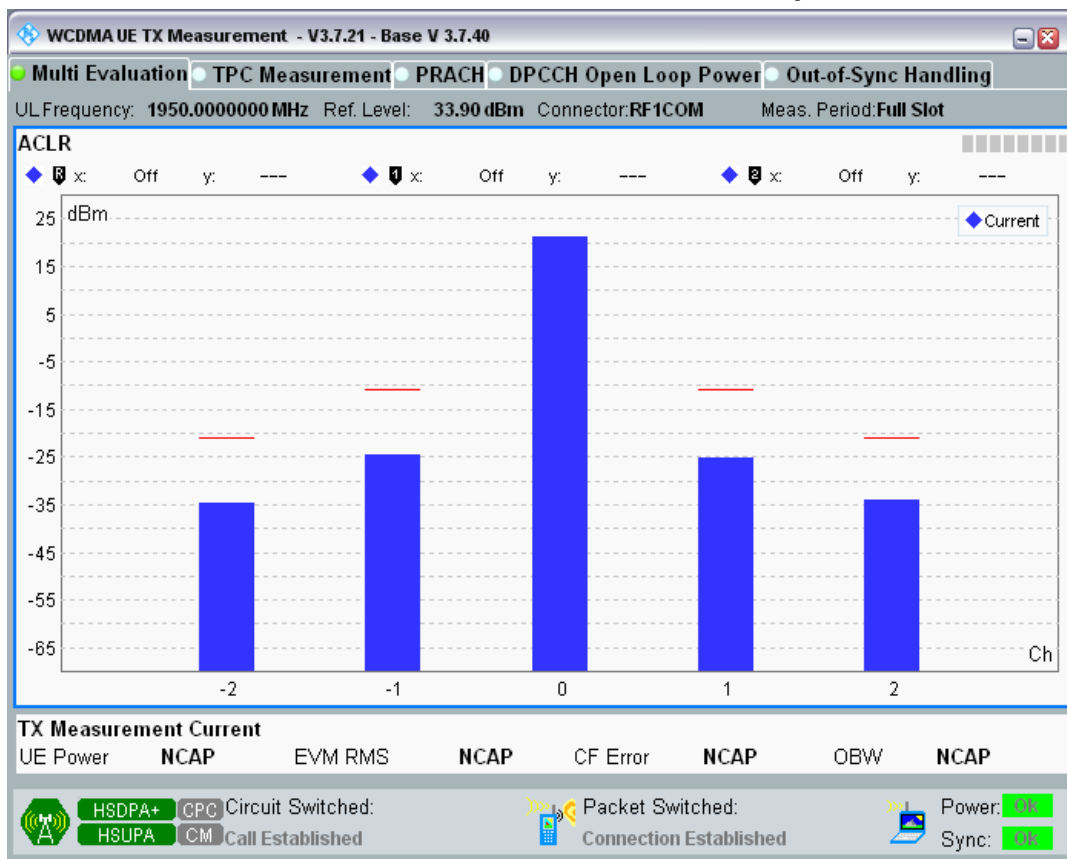 WCDMA UE TX Measurement - V3.7.21 - Base V 3.7.40
Multi Evaluation TPC Measurement PRACH DPCCH Open Loop Power Out-of-Sync Handling
UL Frequency: 1950.0000000 MHz Ref. Level: 33.90 dBm Connector:RF1COM Meas. Period:Full Slot
ACLR
R x: Off y: --- 1 x: Off y: --- 2 x: Off y: ---
dBm
Current
25
15
5
-5
-15
-25
-35
-45
-55
-65
Ch
-2 -1 0 1 2
TX Measurement Current
UE Power NCAP EVM RMS NCAP CF Error NCAP OBW NCAP
HSDPA+ CPC Circuit Switched: Packet Switched: Power: Ok
HSUPA CM Call Established Connection Established Sync: Ok